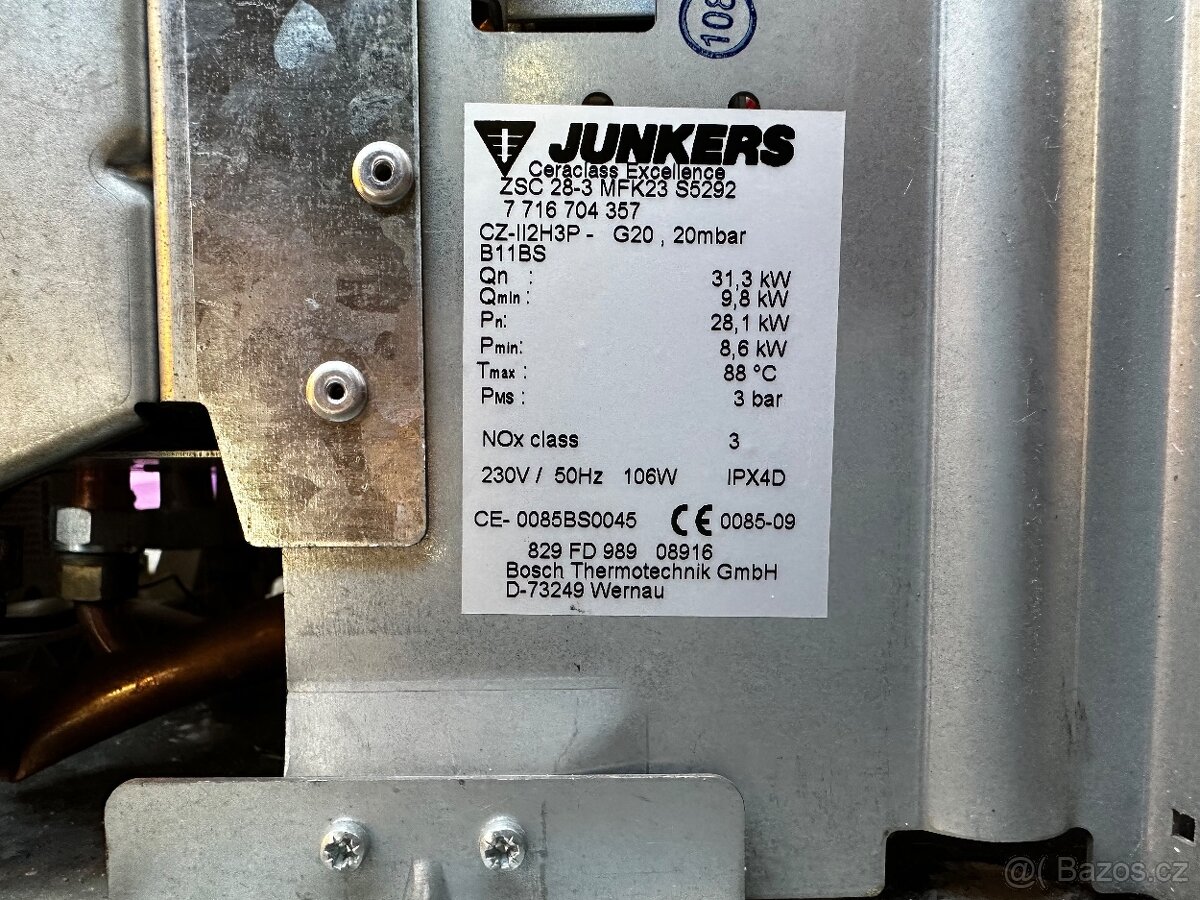 108
JUNKERS
Ceraclass Excellence
ZSC 28-3 MFK23 S5292
7 716 704 357
CZ-II2H3P - G20 , 20mbar
B11BS
Qn : 31,3 kW
Qmin : 9,8 kW
Pn: 28,1 kW
Pmin: 8,6 kW
Tmax : 88 °C
PMS : 3 bar
NOx class 3
230V / 50Hz 106W IPX4D
CE- 0085BS0045 CE 0085-09
829 FD 989 08916
Bosch Thermotechnik GmbH
D-73249 Wernau
@( Bazos.cz